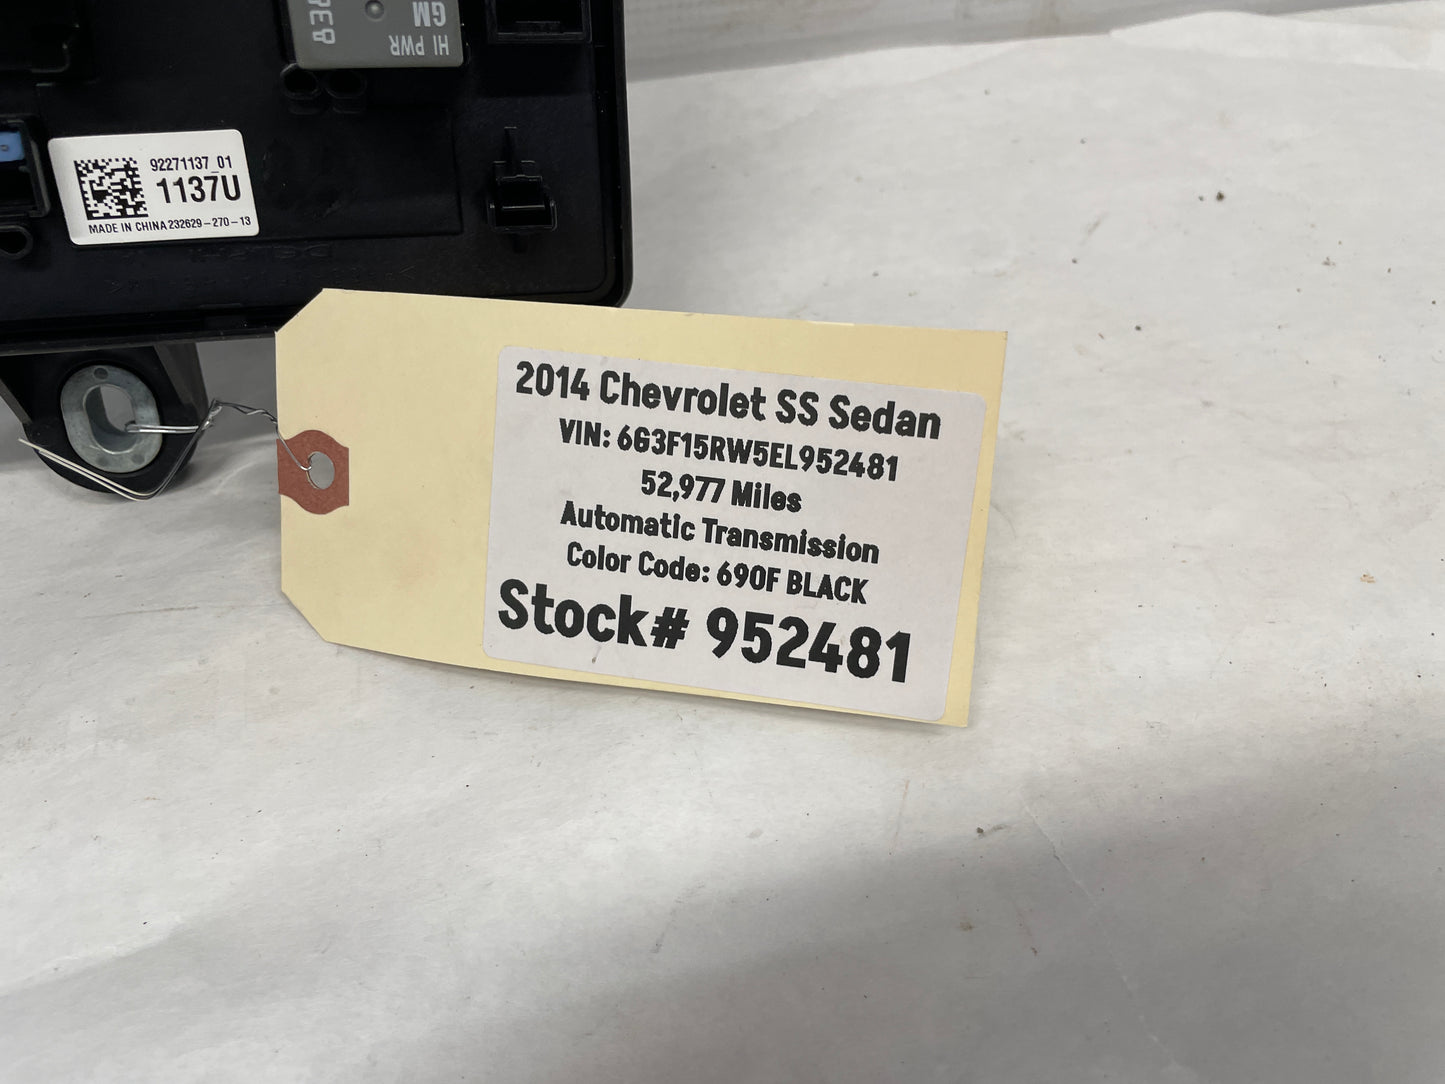 GM
HI PWR
92271137_01
1137U
MADE IN CHINA 232629-270-13
2014 Chevrolet SS Sedan
VIN: 6G3F15RW5EL952481
52,977 Miles
Automatic Transmission
Color Code: 690F BLACK
Stock# 952481